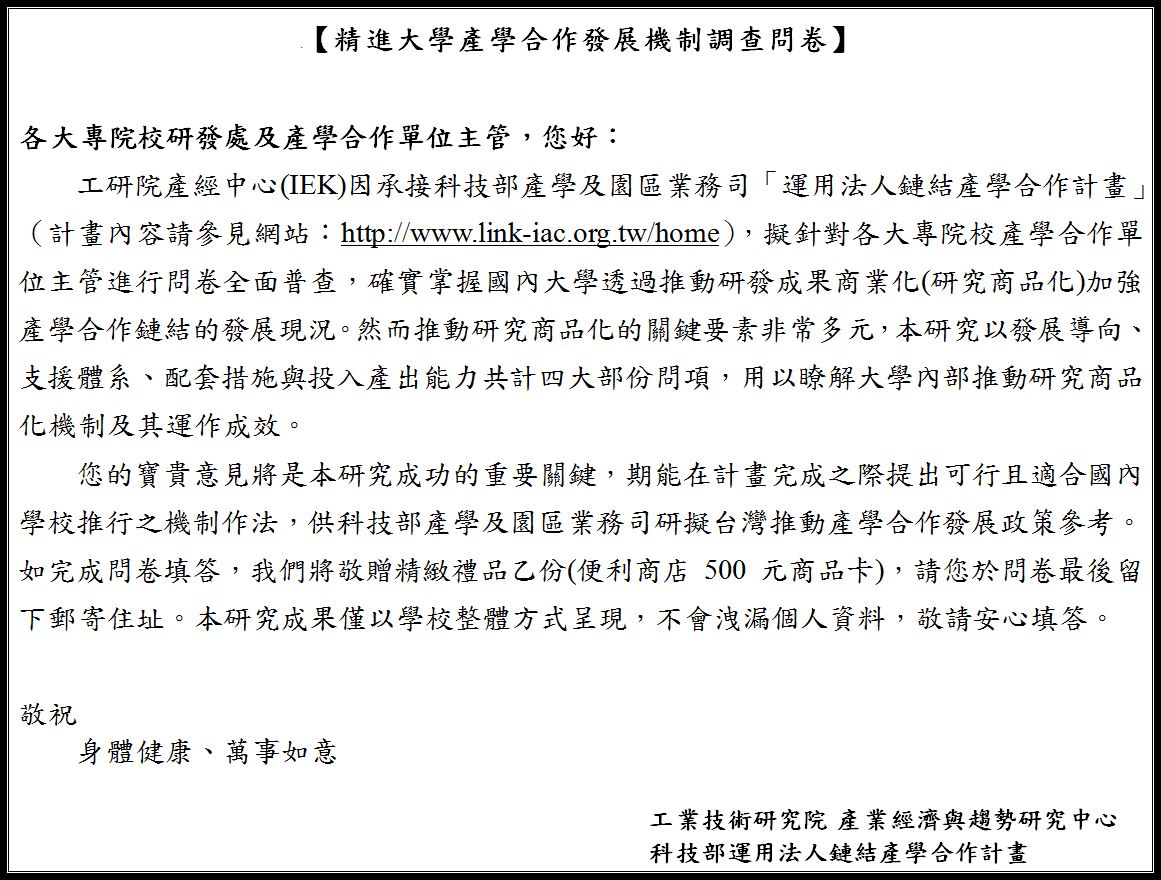 【精進大學產學合作發展機制調查問卷】
各大專院校研發處及產學合作單位主管，您好：
工研院產經中心(IEK)因承接科技部產學及園區業務司「運用法人鏈結產學合作計畫」
（計畫內容請參見網站：http://www.link-iac.org.tw/home），擬針對各大專院校產學合作單
位主管進行問卷全面普查，確實掌握國內大學透過推動研發成果商業化(研究商品化)加強
產學合作鏈結的發展現況。然而推動研究商品化的關鍵要素非常多元，本研究以發展導向、
支援體系、配套措施與投入產出能力共計四大部份問項，用以瞭解大學內部推動研究商品
化機制及其運作成效。
您的寶貴意見將是本研究成功的重要關鍵，期能在計畫完成之際提出可行且適合國內
學校推行之機制作法，供科技部產學及園區業務司研擬台灣推動產學合作發展政策參考。
如完成問卷填答，我們將敬贈精緻禮品乙份(便利商店 500 元商品卡)，請您於問卷最後留
下郵寄住址。本研究成果僅以學校整體方式呈現，不會洩漏個人資料，敬請安心填答。
敬祝
身體健康、萬事如意
工業技術研究院 產業經濟與趨勢研究中心
科技部運用法人鏈結產學合作計畫